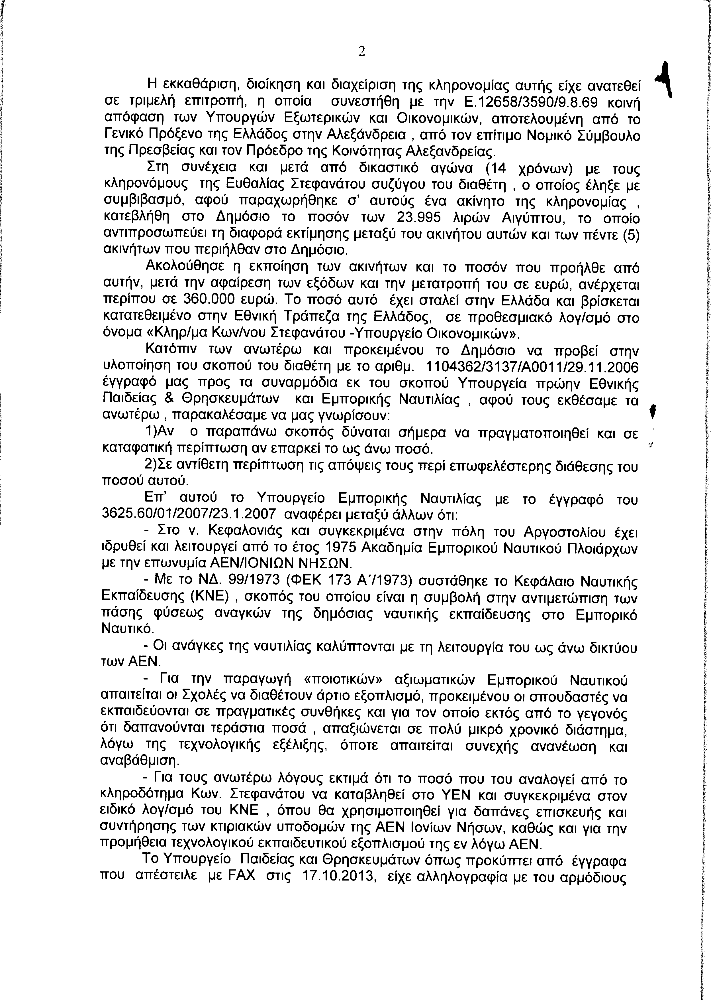 2
Η εκκαθάριση, διοίκηση και διαχείριση της κληρονομίας αυτής είχε ανατεθεί
σε τριμελή επιτροπή, η οποία συνεστήθη με την Ε.12658/3590/9.8.69 κοινή
απόφαση των Υπουργών Εξωτερικών και Οικονομικών, αποτελουμένη από το
Γενικό Πρόξενο της Ελλάδος στην Αλεξάνδρεια , από τον επίτιμο Νομικό Σύμβουλο
της Πρεσβείας και τον Πρόεδρο της Κοινότητας Αλεξανδρείας.
Στη συνέχεια και μετά από δικαστικό αγώνα (14 χρόνων) με τους
κληρονόμους της Ευθαλίας Στεφανάτου συζύγου του διαθέτη , ο οποίος έληξε με
συμβιβασμό, αφού παραχωρήθηκε σ' αυτούς ένα ακίνητο της κληρονομίας ,
κατεβλήθη στο Δημόσιο το ποσόν των 23.995 λιρών Αιγύπτου, το οποίο
αντιπροσωπεύει τη διαφορά εκτίμησης μεταξύ του ακινήτου αυτών και των πέντε (5)
ακινήτων που περιήλθαν στο Δημόσιο.
Ακολούθησε η εκποίηση των ακινήτων και το ποσόν που προήλθε από
αυτήν, μετά την αφαίρεση των εξόδων και την μετατροπή του σε ευρώ, ανέρχεται
περίπου σε 360.000 ευρώ. Το ποσό αυτό έχει σταλεί στην Ελλάδα και βρίσκεται
κατατεθειμένο στην Εθνική Τράπεζα της Ελλάδος, σε προθεσμιακό λογ/σμό στο
όνομα «Κληρ/μα Κων/νου Στεφανάτου -Υπουργείο Οικονομικών».
Κατόπιν των ανωτέρω και προκειμένου το Δημόσιο να προβεί στην
υλοποίηση του σκοπού του διαθέτη με το αριθμ. 1104362/3137/Α0011/29.11.2006
έγγραφό μας προς τα συναρμόδια εκ του σκοπού Υπουργεία πρώην Εθνικής
Παιδείας & Θρησκευμάτων και Εμπορικής Ναυτιλίας , αφού τους εκθέσαμε τα
ανωτέρω , παρακαλέσαμε να μας γνωρίσουν:
1)Αν ο παραπάνω σκοπός δύναται σήμερα να πραγματοποιηθεί και σε
καταφατική περίπτωση αν επαρκεί το ως άνω ποσό.
2)Σε αντίθετη περίπτωση τις απόψεις τους περί επωφελέστερης διάθεσης του
ποσού αυτού.
Επ' αυτού το Υπουργείο Εμπορικής Ναυτιλίας με το έγγραφό του
3625.60/01/2007/23.1.2007 αναφέρει μεταξύ άλλων ότι:
- Στο ν. Κεφαλονιάς και συγκεκριμένα στην πόλη του Αργοστολίου έχει
ιδρυθεί και λειτουργεί από το έτος 1975 Ακαδημία Εμπορικού Ναυτικού Πλοιάρχων
με την επωνυμία ΑΕΝ/ΙΟΝΙΩΝ ΝΗΣΩΝ.
- Με το ΝΔ. 99/1973 (ΦΕΚ 173 Α'/1973) συστάθηκε το Κεφάλαιο Ναυτικής
Εκπαίδευσης (ΚΝΕ) , σκοπός του οποίου είναι η συμβολή στην αντιμετώπιση των
πάσης φύσεως αναγκών της δημόσιας ναυτικής εκπαίδευσης στο Εμπορικό
Ναυτικό.
- Οι ανάγκες της ναυτιλίας καλύπτονται με τη λειτουργία του ως άνω δικτύου
των ΑΕΝ.
- Για την παραγωγή «ποιοτικών» αξιωματικών Εμπορικού Ναυτικού
απαιτείται οι Σχολές να διαθέτουν άρτιο εξοπλισμό, προκειμένου οι σπουδαστές να
εκπαιδεύονται σε πραγματικές συνθήκες και για τον οποίο εκτός από το γεγονός
ότι δαπανούνται τεράστια ποσά , απαξιώνεται σε πολύ μικρό χρονικό διάστημα,
λόγω της τεχνολογικής εξέλιξης, όποτε απαιτείται συνεχής ανανέωση και
αναβάθμιση.
- Για τους ανωτέρω λόγους εκτιμά ότι το ποσό που του αναλογεί από το
κληροδότημα Κων. Στεφανάτου να καταβληθεί στο ΥΕΝ και συγκεκριμένα στον
ειδικό λογ/σμό του ΚΝΕ , όπου θα χρησιμοποιηθεί για δαπάνες επισκευής και
συντήρησης των κτιριακών υποδομών της ΑΕΝ Ιονίων Νήσων, καθώς και για την
προμήθεια τεχνολογικού εκπαιδευτικού εξοπλισμού της εν λόγω ΑΕΝ.
Το Υπουργείο Παιδείας και Θρησκευμάτων όπως προκύπτει από έγγραφα
που απέστειλε με FAX στις 17.10.2013, είχε αλληλογραφία με του αρμόδιους